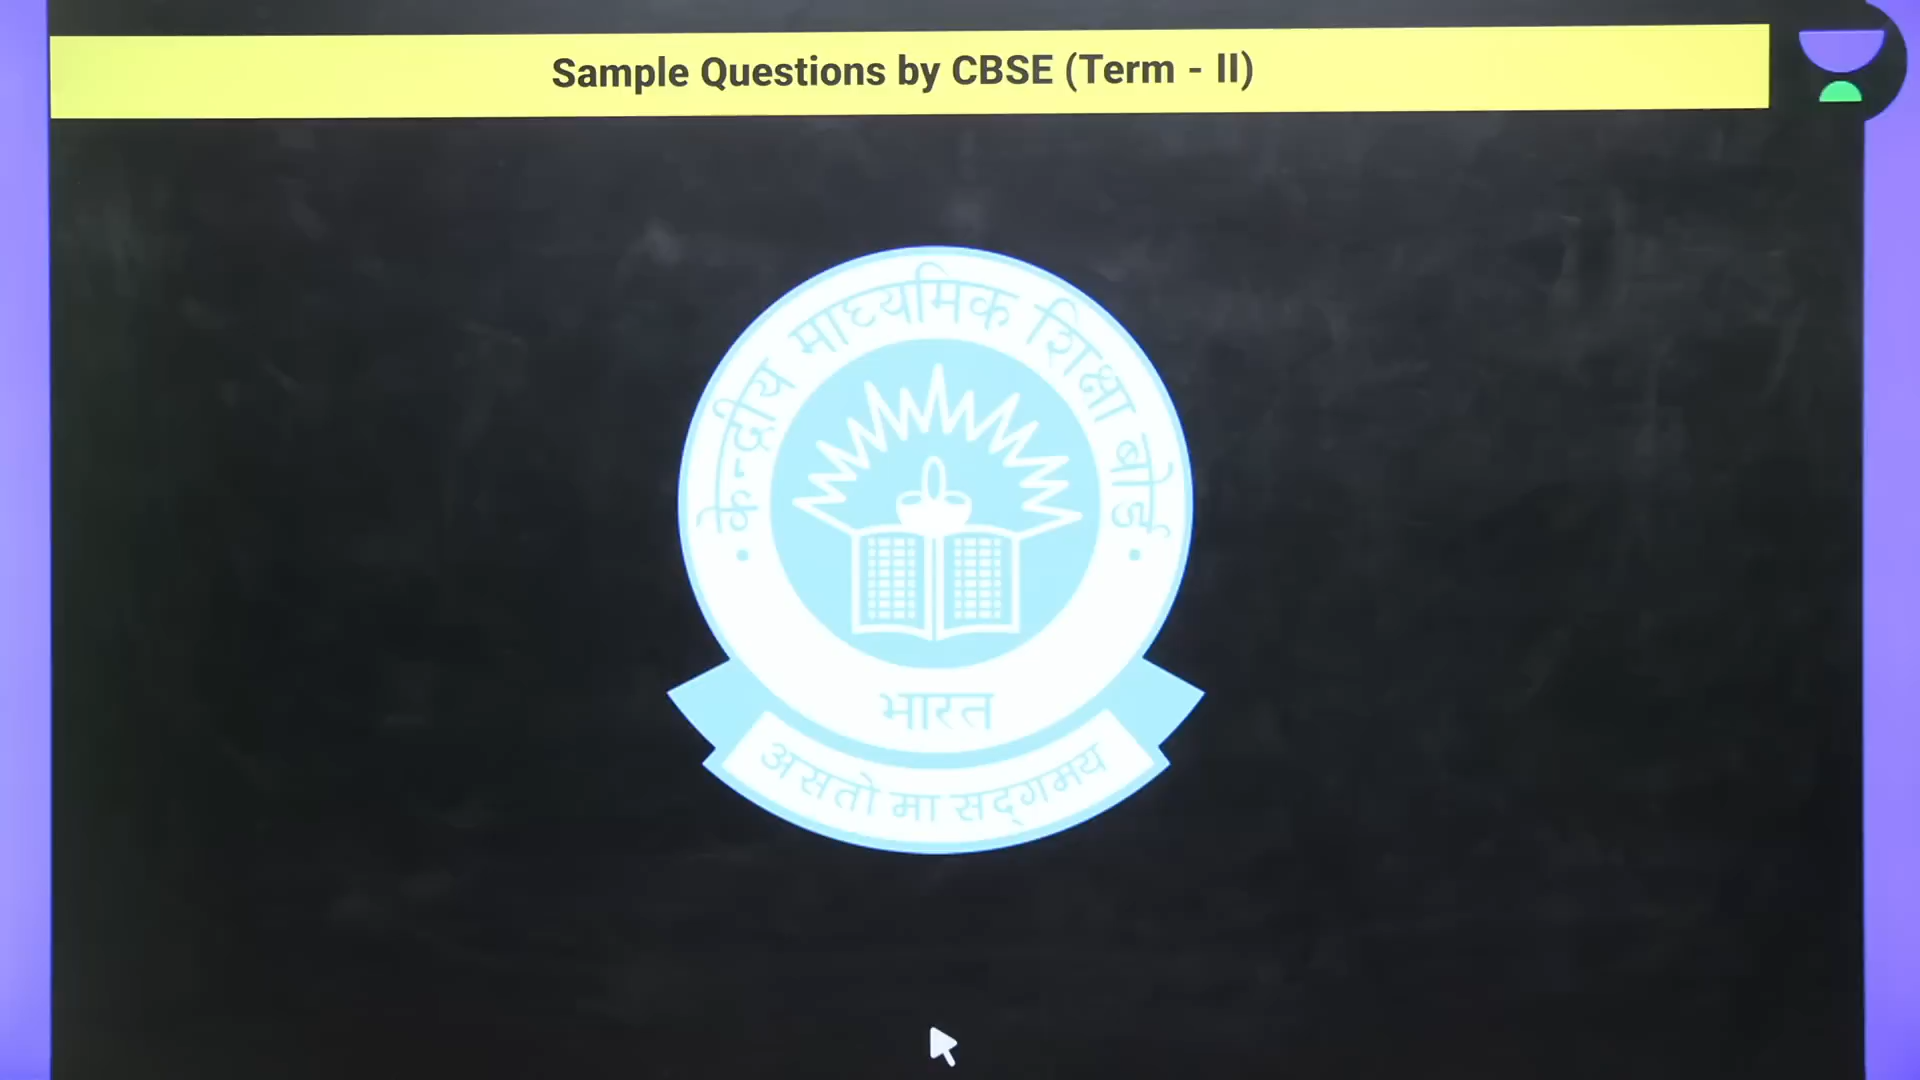 Sample Questions by CBSE (Term - II)
केन्द्रीय माध्यमिक शिक्षा बोर्ड
भारत
असतो मा सद्गमय